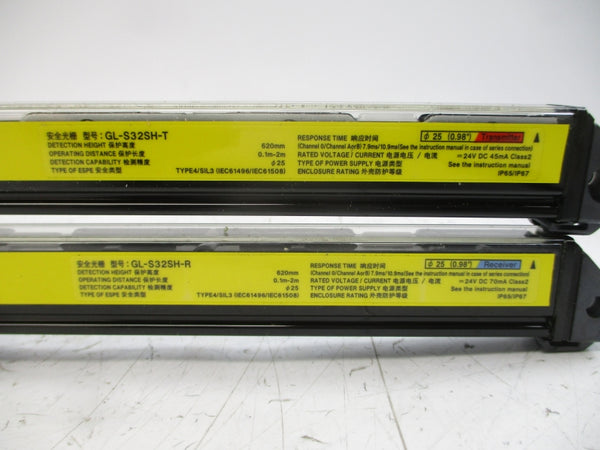 安全光栅 型号：GL-S32SH-T
DETECTION HEIGHT 保护高度 620mm
OPERATING DISTANCE 保护长度 0.1m~2m
DETECTION CAPABILITY 检测精度 φ25
TYPE OF ESPE 安全类型 TYPE4/SIL3 (IEC61496/IEC61508)
RESPONSE TIME 响应时间 φ 25 (0.98") Transmitter
(Channel 0/Channel AorB) 7.9ms/10.9ms(See the instruction manual in case of series connection)
RATED VOLTAGE / CURRENT 电源电压 / 电流 ⎓24V DC 45mA Class2
TYPE OF POWER SUPPLY 电源类型 See the instruction manual
ENCLOSURE RATING 外壳防护等级 IP65/IP67
安全光栅 型号：GL-S32SH-R
DETECTION HEIGHT 保护高度 620mm
OPERATING DISTANCE 保护长度 0.1m~2m
DETECTION CAPABILITY 检测精度 φ25
TYPE OF ESPE 安全类型 TYPE4/SIL3 (IEC61496/IEC61508)
RESPONSE TIME 响应时间 φ 25 (0.98") Receiver
(Channel 0/Channel AorB) 7.9ms/10.9ms(See the instruction manual in case of series connection)
RATED VOLTAGE / CURRENT 电源电压 / 电流 ⎓24V DC 70mA Class2
TYPE OF POWER SUPPLY 电源类型 See the instruction manual
ENCLOSURE RATING 外壳防护等级 IP65/IP67